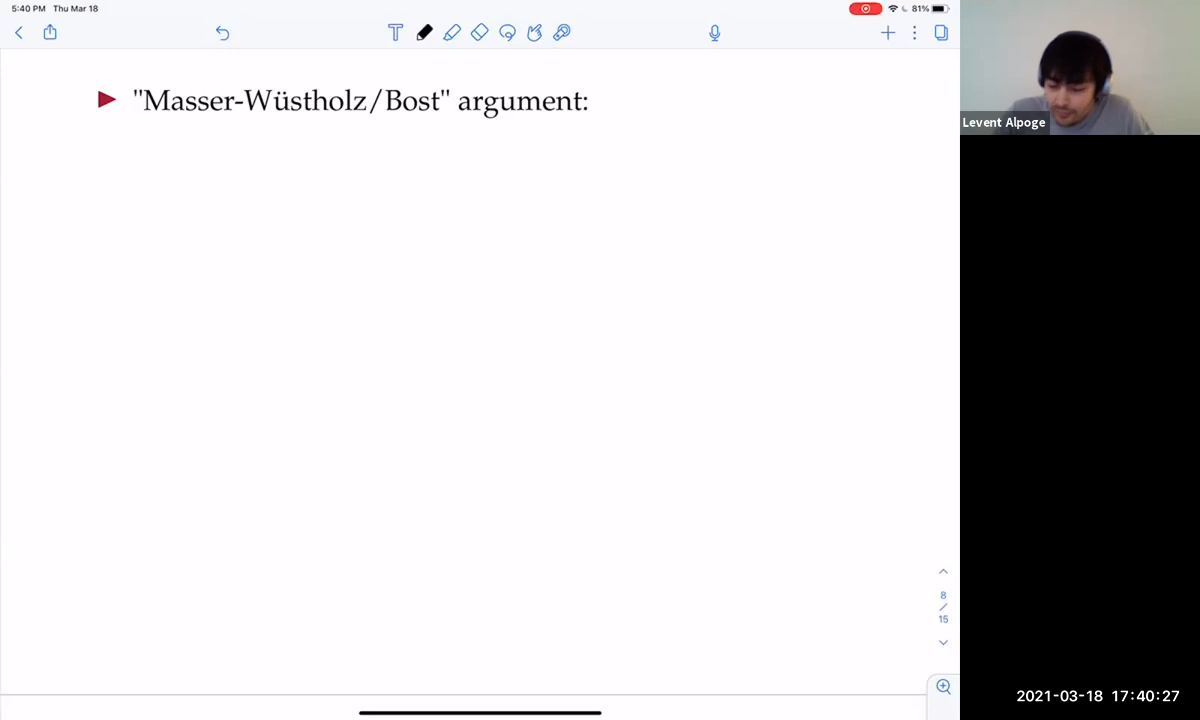 5:40 PM Thu Mar 18
81%
"Masser-Wüstholz/Bost" argument:
Levent Alpoge
8
/
15
2021-03-18 17:40:27